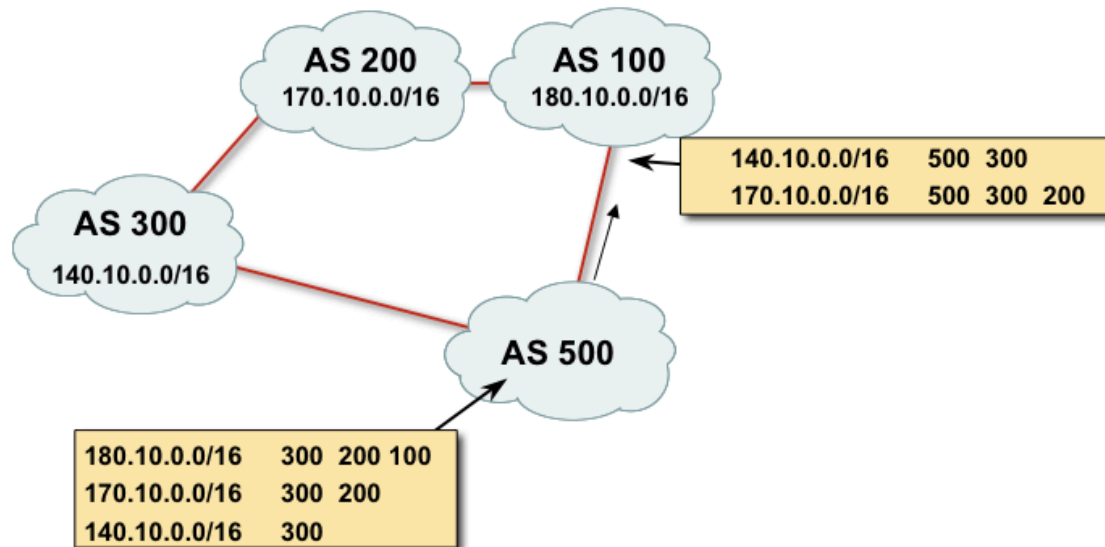 AS 200
170.10.0.0/16
AS 100
180.10.0.0/16
140.10.0.0/16 500 300
170.10.0.0/16 500 300 200
AS 300
140.10.0.0/16
AS 500
180.10.0.0/16 300 200 100
170.10.0.0/16 300 200
140.10.0.0/16 300